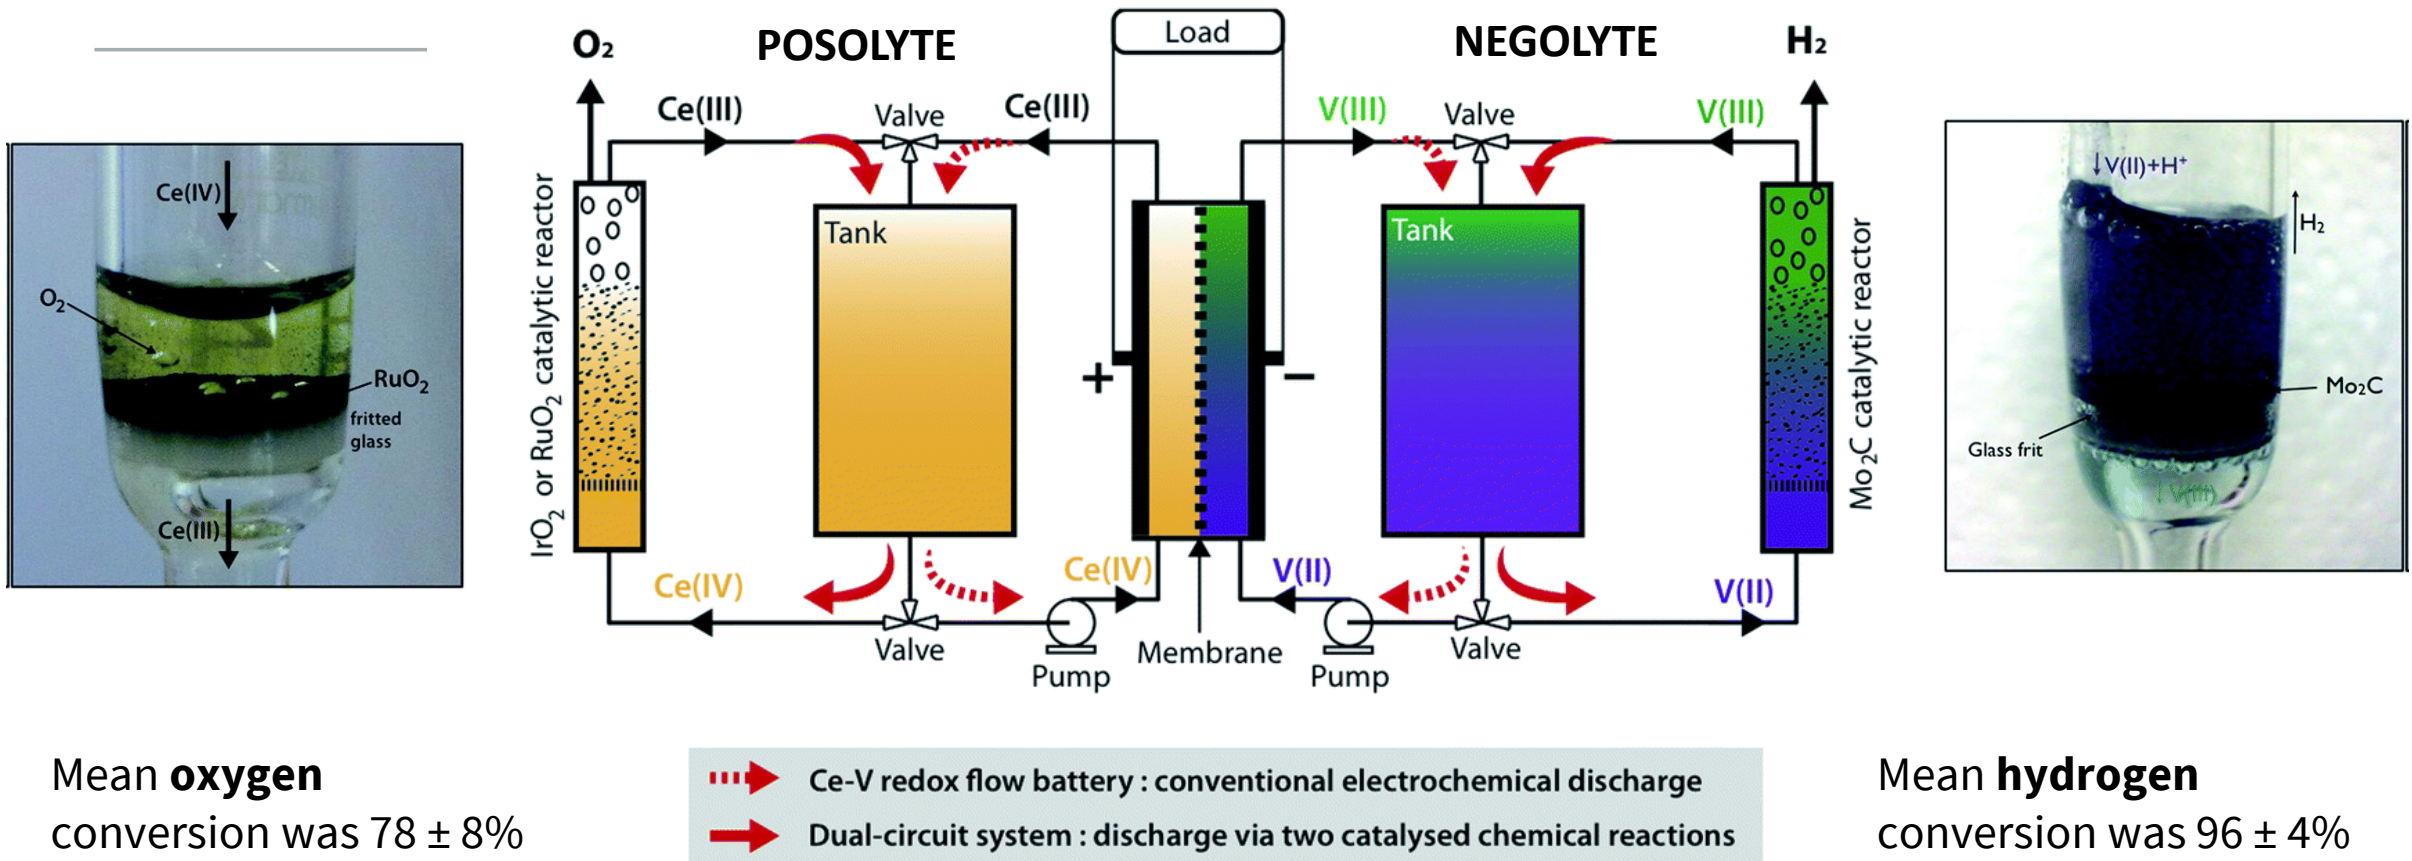 O₂
POSOLYTE
Load
NEGOLYTE
H₂
Ce(III)
Valve
Ce(III)
V(III)
Valve
V(III)
Ce(IV)
O₂
RuO₂
fritted
glass
Ce(III)
IrO₂ or RuO₂ catalytic reactor
Tank
+
−
Tank
Mo₂C catalytic reactor
↓V(II)+H⁺
H₂
Mo₂C
Glass frit
↓V(III)
Ce(IV)
Valve
Ce(IV)
Pump
Membrane
V(II)
Pump
Valve
V(II)
Mean oxygen
conversion was 78 ± 8%
Ce-V redox flow battery : conventional electrochemical discharge
Dual-circuit system : discharge via two catalysed chemical reactions
Mean hydrogen
conversion was 96 ± 4%